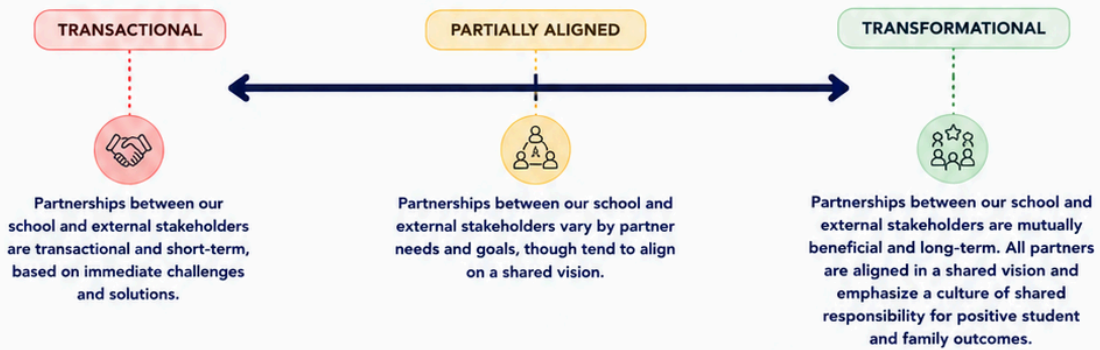 TRANSACTIONAL
PARTIALLY ALIGNED
TRANSFORMATIONAL
Partnerships between our
school and external stakeholders
are transactional and short-term,
based on immediate challenges
and solutions.
Partnerships between our school and
external stakeholders vary by partner
needs and goals, though tend to align
on a shared vision.
Partnerships between our school and
external stakeholders are mutually
beneficial and long-term. All partners
are aligned in a shared vision and
emphasize a culture of shared
responsibility for positive student
and family outcomes.